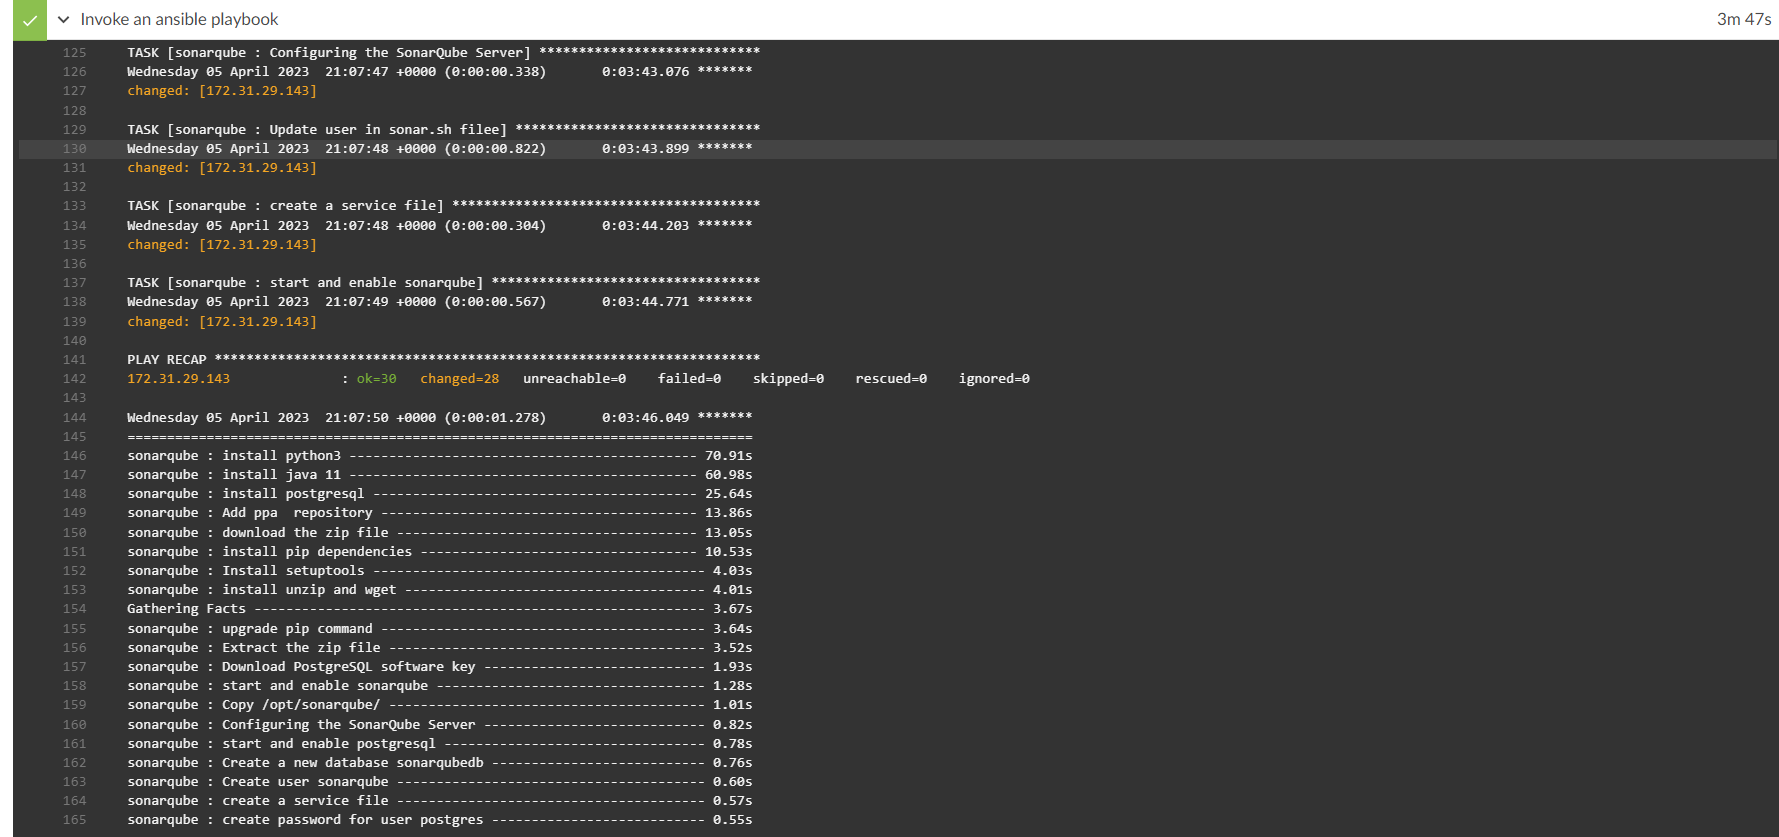 Invoke an ansible playbook 3m 47s
125 TASK [sonarqube : Configuring the SonarQube Server] ****************************
126 Wednesday 05 April 2023  21:07:47 +0000 (0:00:00.338)       0:03:43.076 *******
127 changed: [172.31.29.143]
128
129 TASK [sonarqube : Update user in sonar.sh filee] *******************************
130 Wednesday 05 April 2023  21:07:48 +0000 (0:00:00.822)       0:03:43.899 *******
131 changed: [172.31.29.143]
132
133 TASK [sonarqube : create a service file] ***************************************
134 Wednesday 05 April 2023  21:07:48 +0000 (0:00:00.304)       0:03:44.203 *******
135 changed: [172.31.29.143]
136
137 TASK [sonarqube : start and enable sonarqube] **********************************
138 Wednesday 05 April 2023  21:07:49 +0000 (0:00:00.567)       0:03:44.771 *******
139 changed: [172.31.29.143]
140
141 PLAY RECAP *********************************************************************
142 172.31.29.143              : ok=30   changed=28   unreachable=0    failed=0    skipped=0    rescued=0    ignored=0
143
144 Wednesday 05 April 2023  21:07:50 +0000 (0:00:01.278)       0:03:46.049 *******
145 ===============================================================================
146 sonarqube : install python3 -------------------------------------------- 70.91s
147 sonarqube : install java 11 -------------------------------------------- 60.98s
148 sonarqube : install postgresql ----------------------------------------- 25.64s
149 sonarqube : Add ppa  repository ---------------------------------------- 13.86s
150 sonarqube : download the zip file -------------------------------------- 13.05s
151 sonarqube : install pip dependencies ----------------------------------- 10.53s
152 sonarqube : Install setuptools ------------------------------------------ 4.03s
153 sonarqube : install unzip and wget -------------------------------------- 4.01s
154 Gathering Facts --------------------------------------------------------- 3.67s
155 sonarqube : upgrade pip command ----------------------------------------- 3.64s
156 sonarqube : Extract the zip file ---------------------------------------- 3.52s
157 sonarqube : Download PostgreSQL software key ---------------------------- 1.93s
158 sonarqube : start and enable sonarqube ---------------------------------- 1.28s
159 sonarqube : Copy /opt/sonarqube/ ---------------------------------------- 1.01s
160 sonarqube : Configuring the SonarQube Server ---------------------------- 0.82s
161 sonarqube : start and enable postgresql --------------------------------- 0.78s
162 sonarqube : Create a new database sonarqubedb --------------------------- 0.76s
163 sonarqube : Create user sonarqube --------------------------------------- 0.60s
164 sonarqube : create a service file --------------------------------------- 0.57s
165 sonarqube : create password for user postgres --------------------------- 0.55s